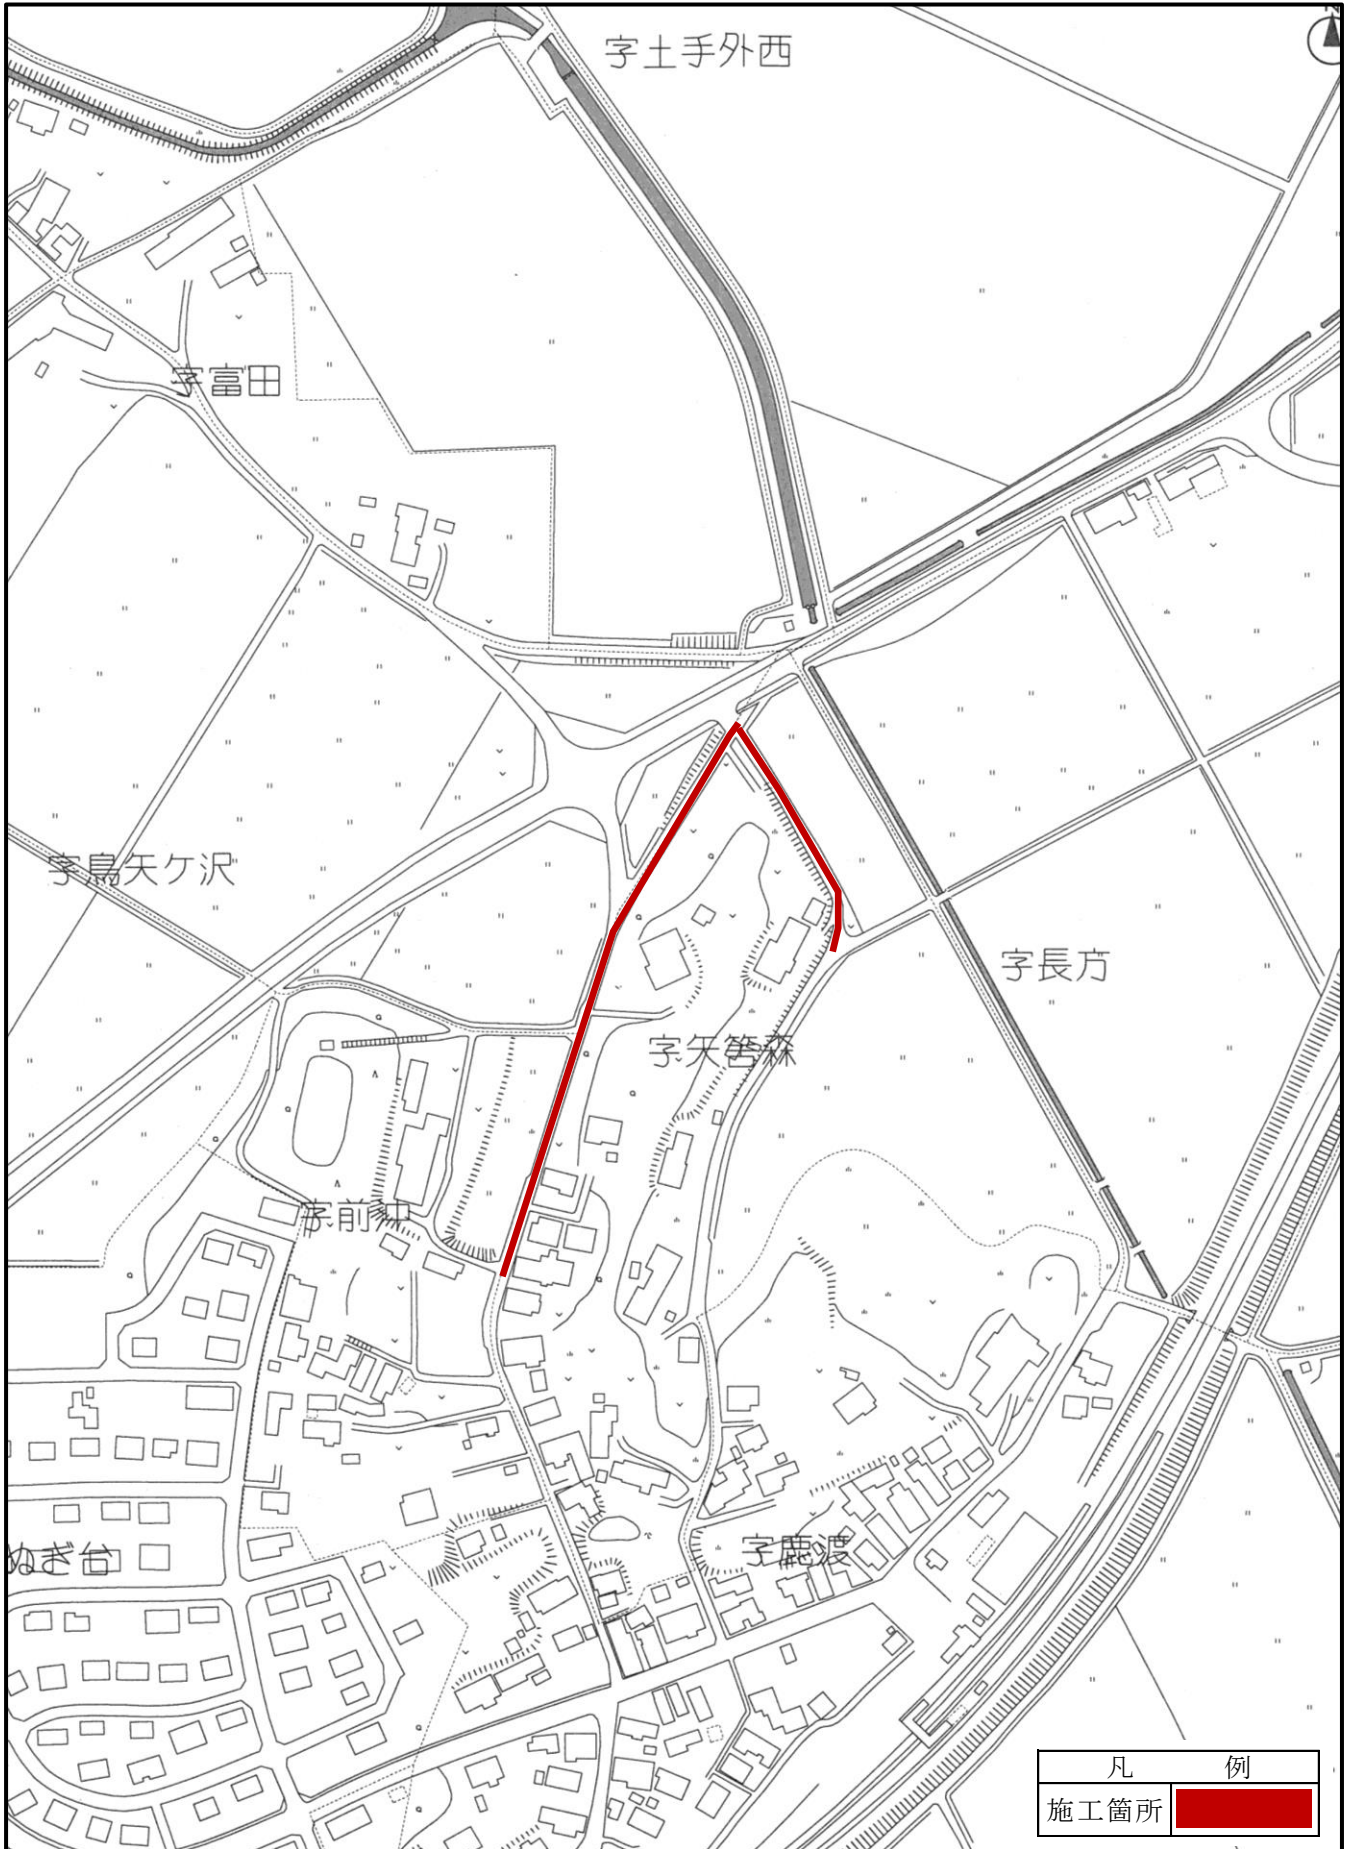 字土手外西
字富田
字鳥矢ケ沢
字長方
字矢筈森
字前沖
ぬぎ台
字鹿渡
凡 例
施工箇所